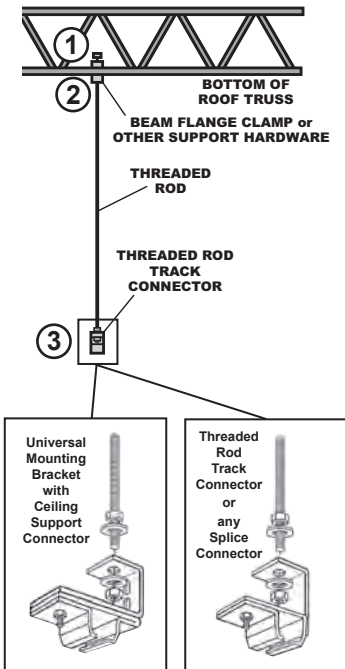 1
2
BOTTOM OF
ROOF TRUSS
BEAM FLANGE CLAMP or
OTHER SUPPORT HARDWARE
THREADED
ROD
THREADED ROD
TRACK
CONNECTOR
3
Universal
Mounting
Bracket
with
Ceiling
Support
Connector
Threaded
Rod
Track
Connector
or
any
Splice
Connector